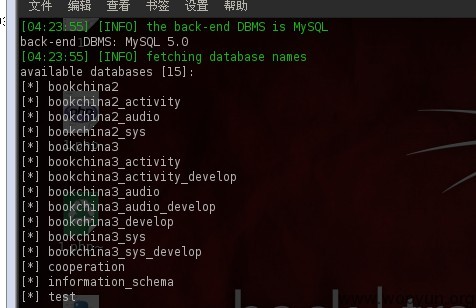 文件 编辑 查看 书签 设置 帮助
[04:23:55] [INFO] the back-end DBMS is MySQL
back-end DBMS: MySQL 5.0
[04:23:55] [INFO] fetching database names
available databases [15]:
[*] bookchina2
[*] bookchina2_activity
[*] bookchina2_audio
[*] bookchina2_sys
[*] bookchina3
[*] bookchina3_activity
[*] bookchina3_activity_develop
[*] bookchina3_audio
[*] bookchina3_audio_develop
[*] bookchina3_develop
[*] bookchina3_sys
[*] bookchina3_sys_develop
[*] cooperation
[*] information_schema
[*] test